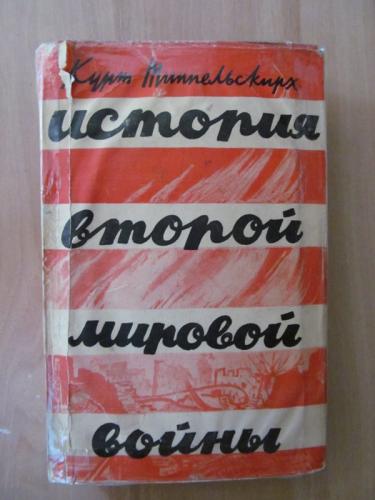 Курт Типпельскирх
история
второй
мировой
войны